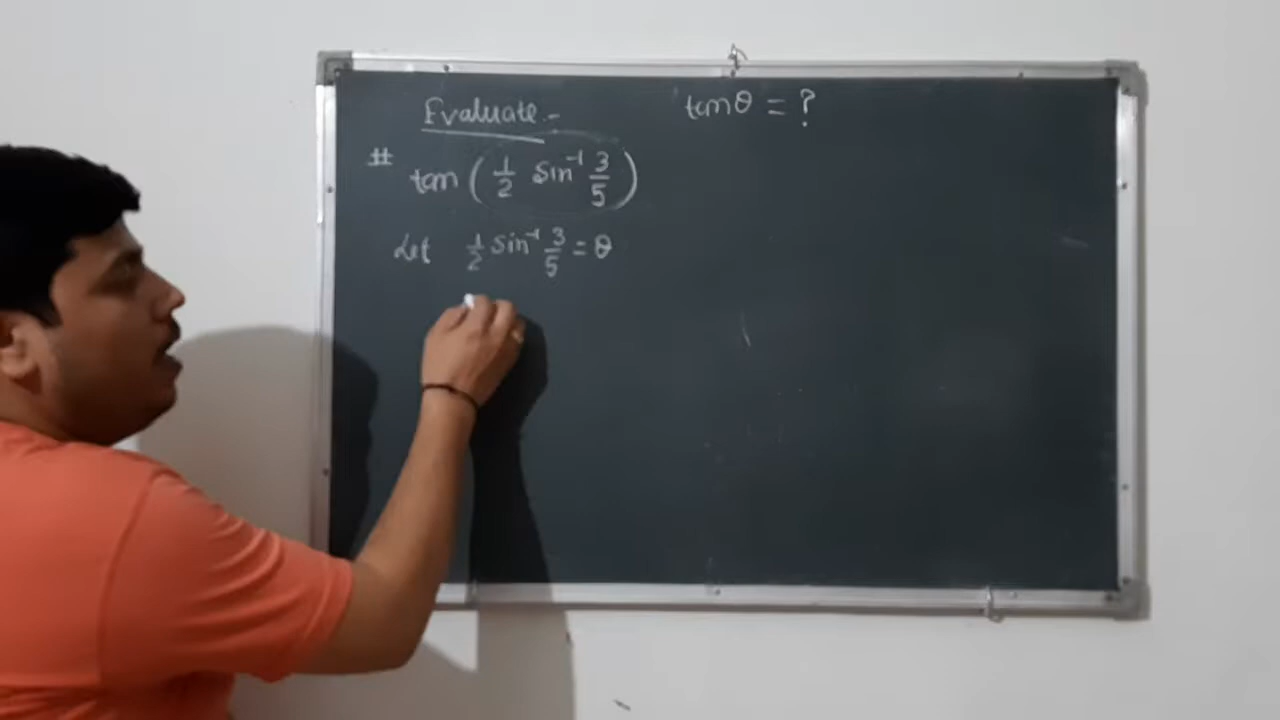 Evaluate:-
tanθ = ?
# tan (1/2 sin⁻¹ 3/5)
Let 1/2 sin⁻¹ 3/5 = θ